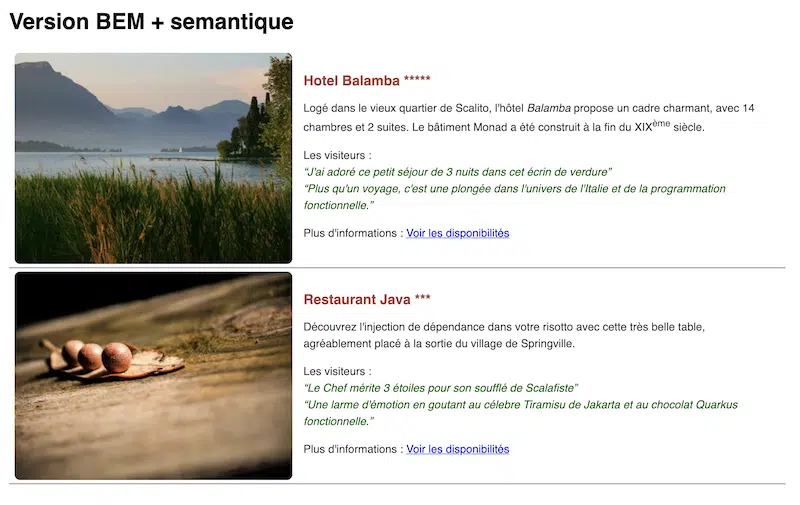 Version BEM + semantique
Hotel Balamba *****
Logé dans le vieux quartier de Scalito, l'hôtel Balamba propose un cadre charmant, avec 14
chambres et 2 suites. Le bâtiment Monad a été construit à la fin du XIXème siècle.
Les visiteurs :
“J'ai adoré ce petit séjour de 3 nuits dans cet écrin de verdure”
“Plus qu'un voyage, c'est une plongée dans l'univers de l'Italie et de la programmation
fonctionnelle.”
Plus d'informations : Voir les disponibilités
Restaurant Java ***
Découvrez l'injection de dépendance dans votre risotto avec cette très belle table,
agréablement placé à la sortie du village de Springville.
Les visiteurs :
“Le Chef mérite 3 étoiles pour son soufflé de Scalafiste”
“Une larme d'émotion en goutant au célebre Tiramisu de Jakarta et au chocolat Quarkus
fonctionnelle.”
Plus d'informations : Voir les disponibilités